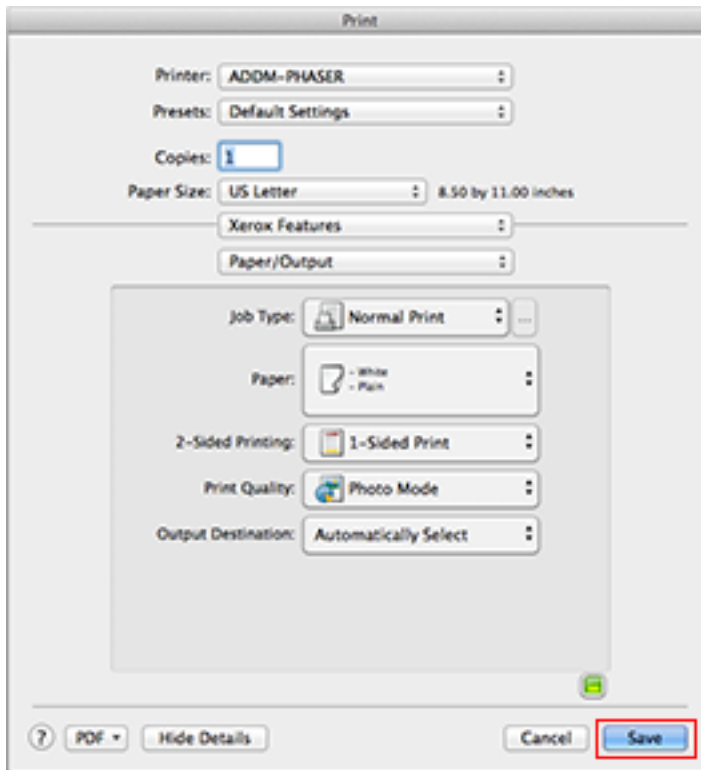 Print
Printer: ADDM-PHASER
Presets: Default Settings
Copies: 1
Paper Size: US Letter 8.50 by 11.00 inches
Xerox Features
Paper/Output
Job Type: Normal Print ...
Paper: - White
- Plain
2-Sided Printing: 1-Sided Print
Print Quality: Photo Mode
Output Destination: Automatically Select
? PDF Hide Details Cancel Save